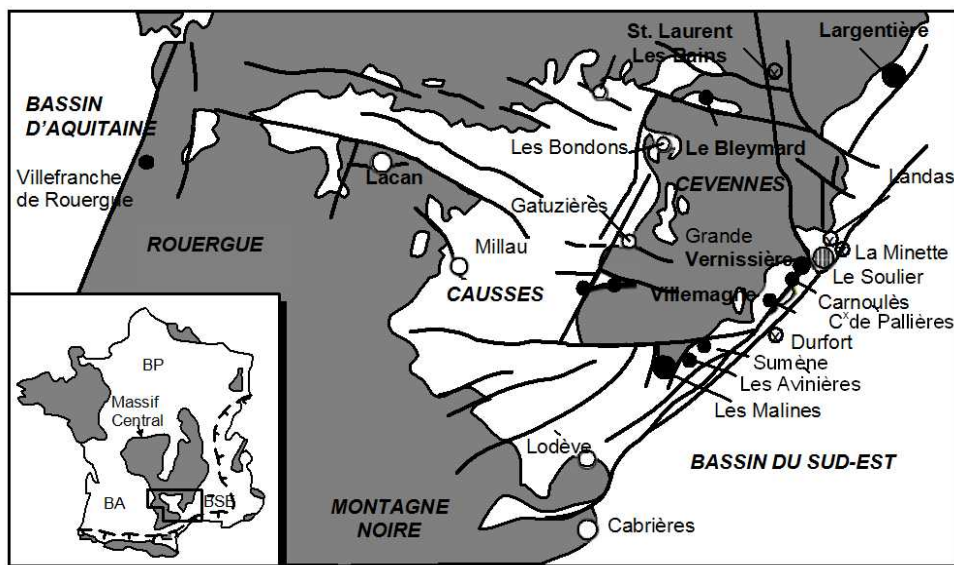 St. Laurent
Les Bains
Largentière
BASSIN
D'AQUITAINE
Les Bondons
Le Bleymard
Villefranche
de Rouergue
Lacan
CEVENNES
Landas
Gatuzières
ROUERGUE
Millau
Grande
Vernissière
La Minette
Le Soulier
CAUSSES
Villemagne
Carnoulès
Cx de Pallières
Durfort
Sumène
Les Avinières
Les Malines
BP
Massif
Central
Lodève
BASSIN DU SUD-EST
BA
BSE
MONTAGNE
NOIRE
Cabrières